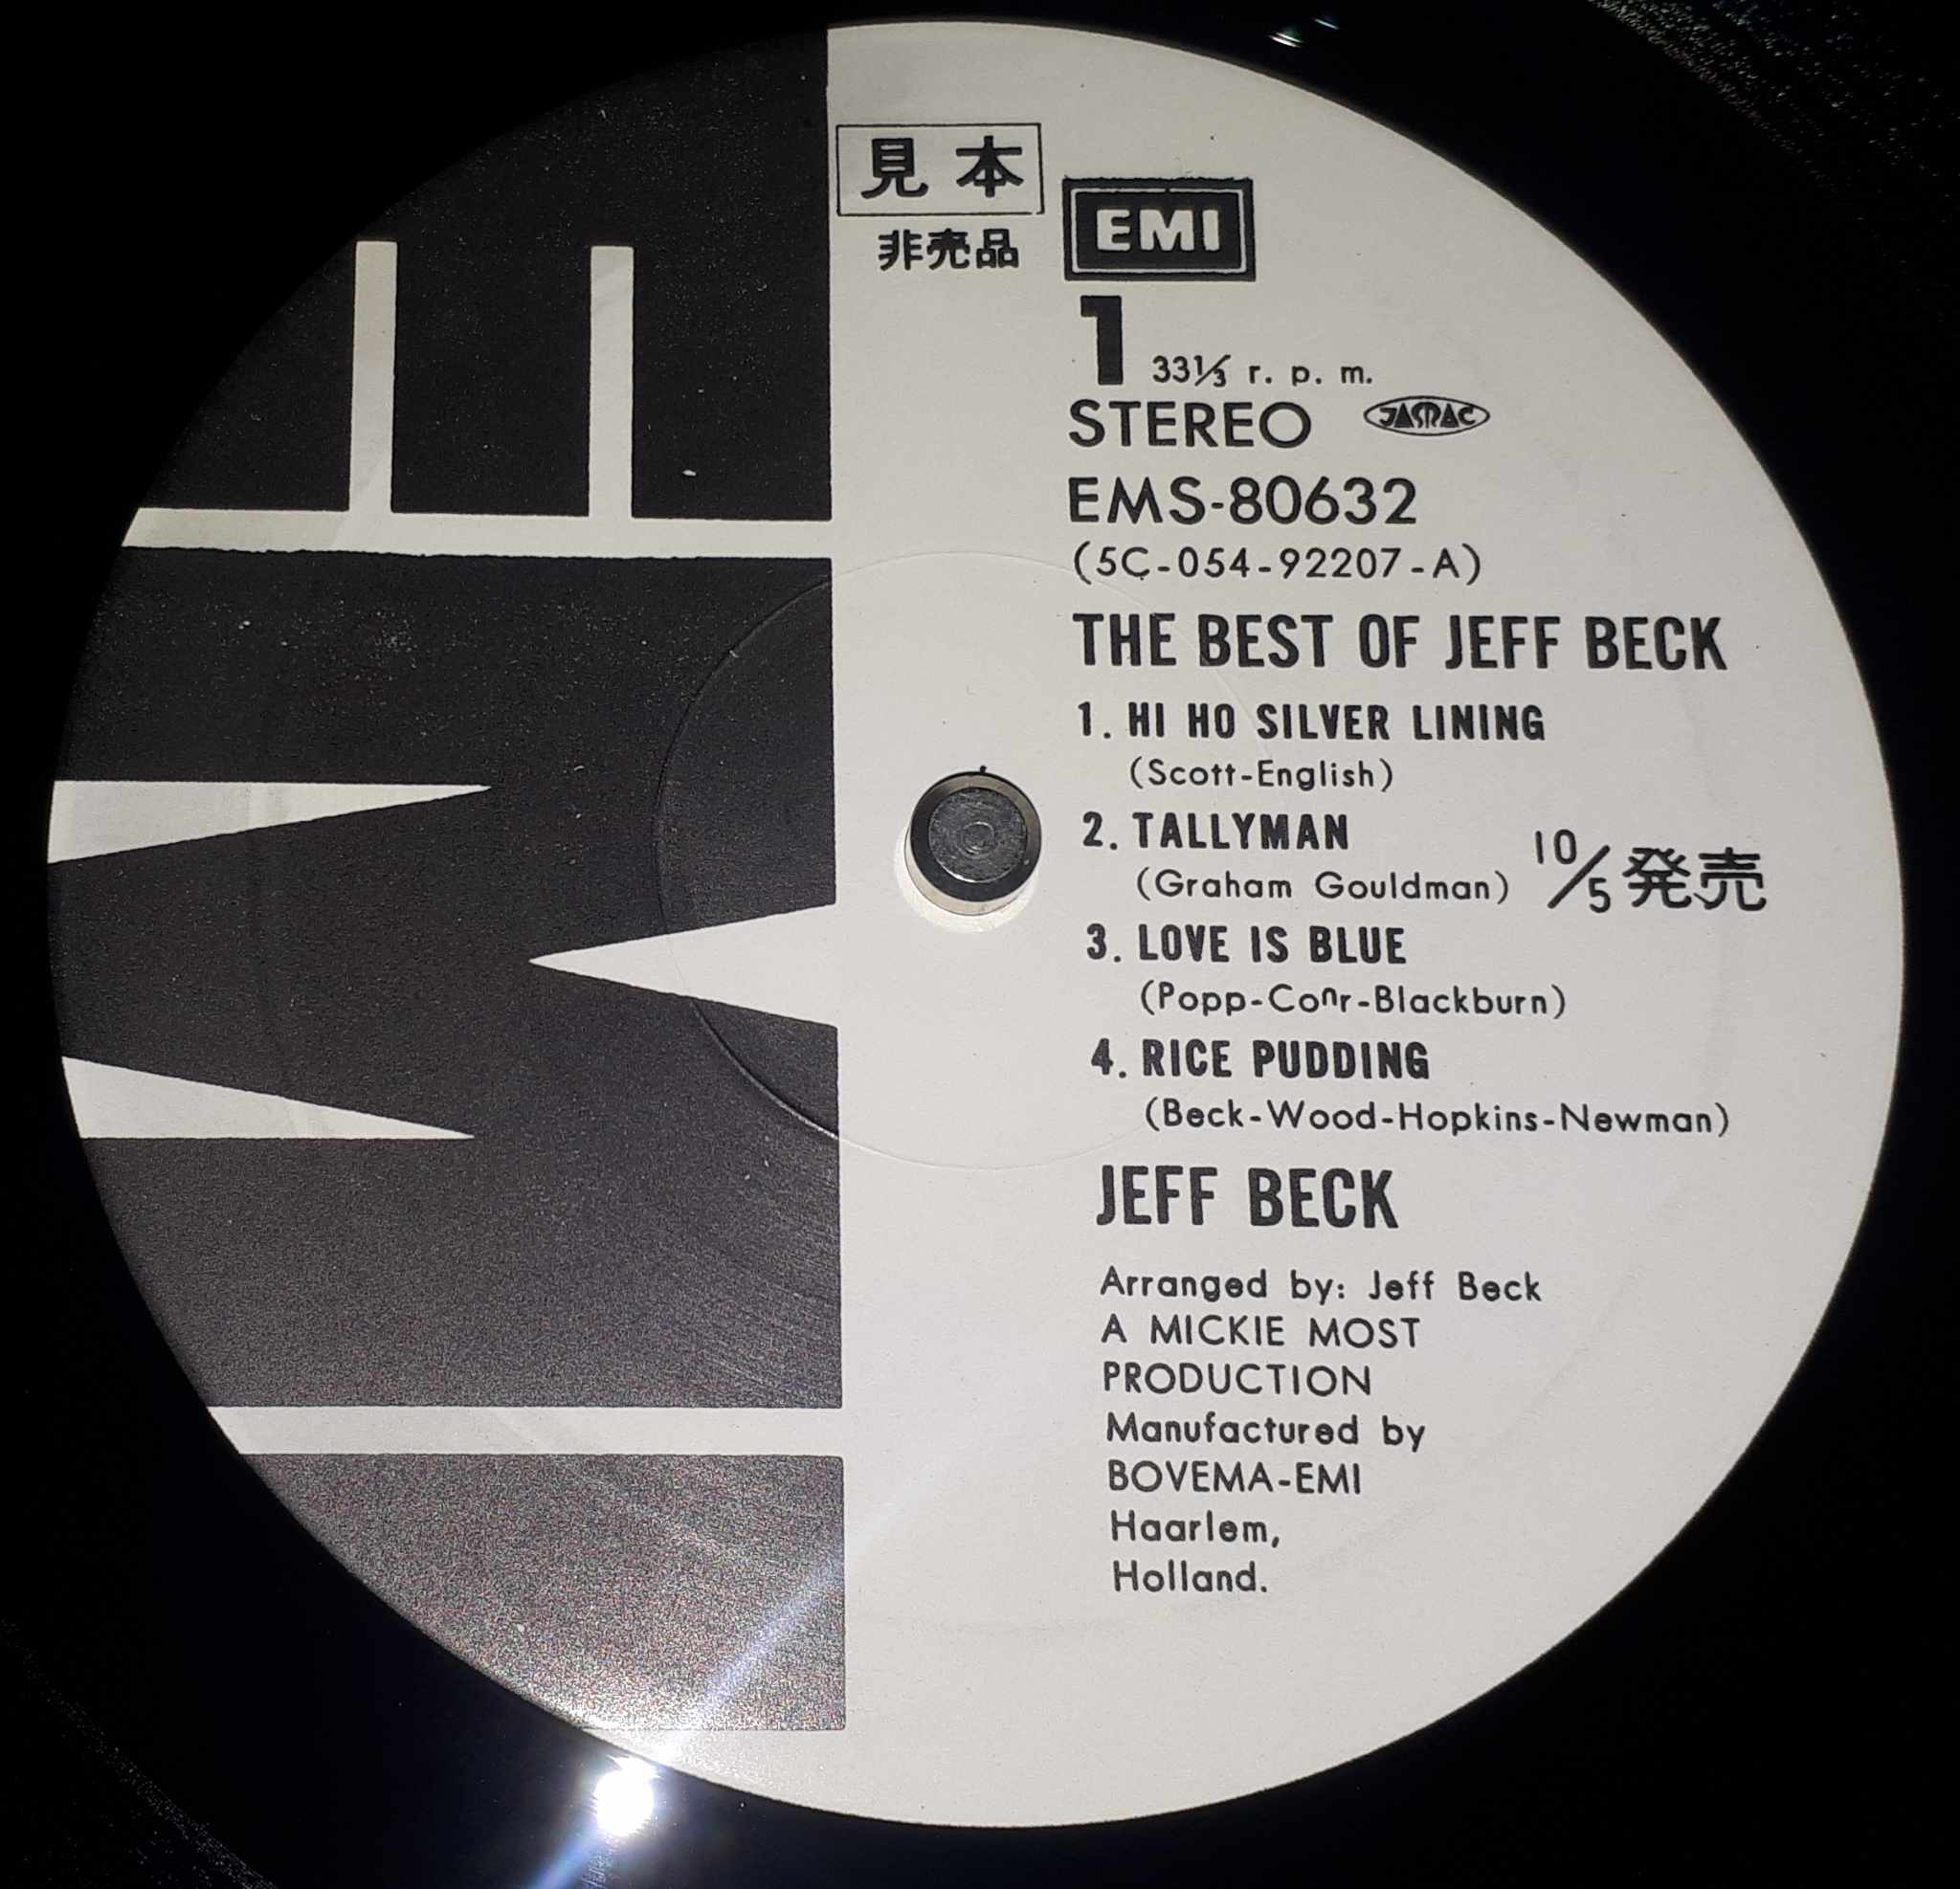 見本
非売品
EMI
1 33⅓ r. p. m.
STEREO JASRAC
EMS-80632
(5C-054-92207-A)
THE BEST OF JEFF BECK
1. HI HO SILVER LINING
(Scott-English)
2. TALLYMAN
(Graham Gouldman)
10/5発売
3. LOVE IS BLUE
(Popp-Conr-Blackburn)
4. RICE PUDDING
(Beck-Wood-Hopkins-Newman)
JEFF BECK
Arranged by: Jeff Beck
A MICKIE MOST
PRODUCTION
Manufactured by
BOVEMA-EMI
Haarlem,
Holland.
EMI